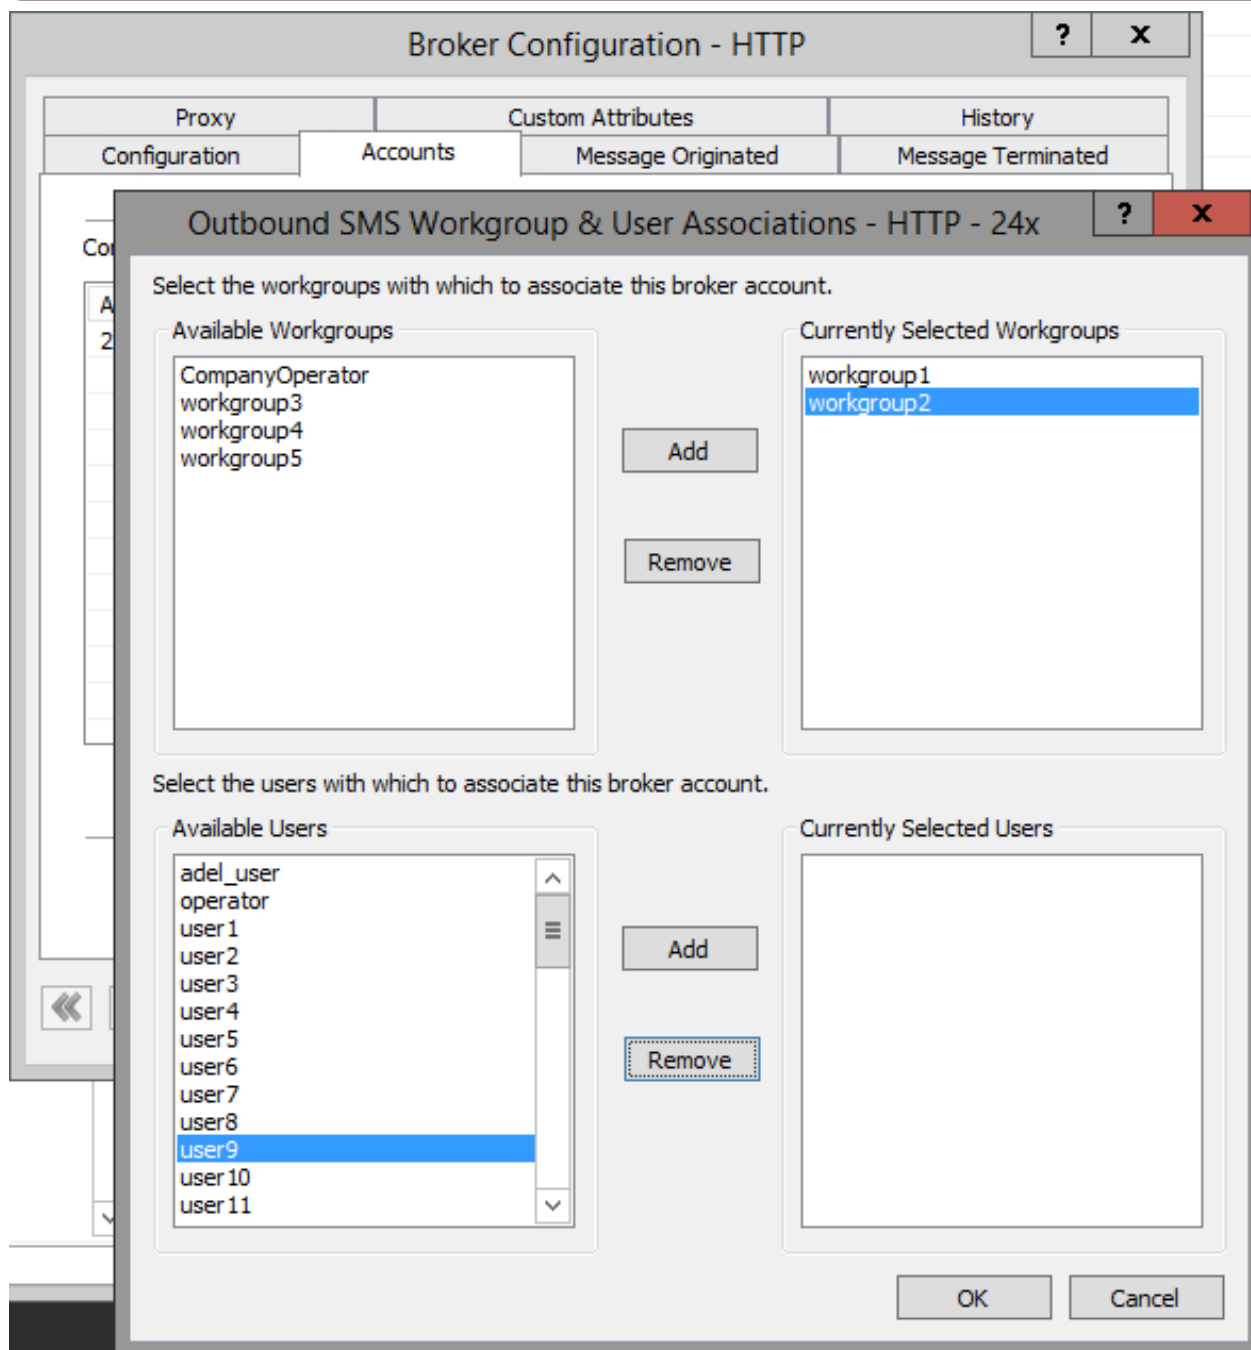 Broker Configuration - HTTP
? x
Proxy Custom Attributes History
Configuration Accounts Message Originated Message Terminated
Outbound SMS Workgroup & User Associations - HTTP - 24x
? x
Select the workgroups with which to associate this broker account.
Available Workgroups
CompanyOperator
workgroup3
workgroup4
workgroup5
Add
Remove
Currently Selected Workgroups
workgroup1
workgroup2
Select the users with which to associate this broker account.
Available Users
adel_user
operator
user1
user2
user3
user4
user5
user6
user7
user8
user9
user10
user11
Add
Remove
Currently Selected Users
OK Cancel